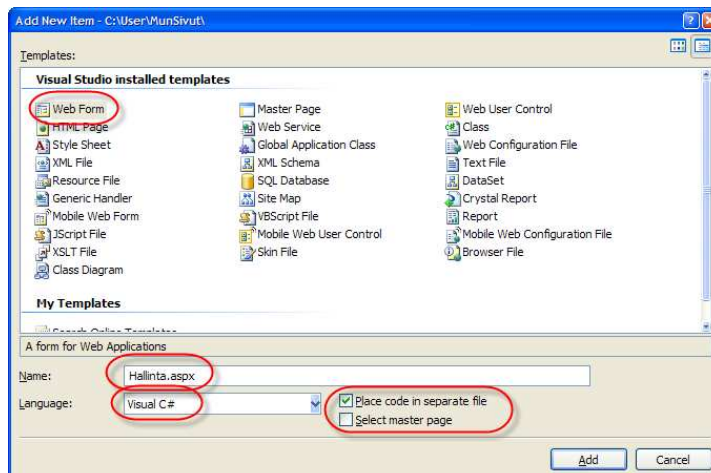 Add New Item - C:\User\MunSivut\
Templates:
Visual Studio installed templates
Web Form Master Page Web User Control
HTML Page Web Service Class
Style Sheet Global Application Class Web Configuration File
XML File XML Schema Text File
Resource File SQL Database DataSet
Generic Handler Site Map Crystal Report
Mobile Web Form VBScript File Report
JScript File Mobile Web User Control Mobile Web Configuration File
XSLT File Skin File Browser File
Class Diagram
My Templates
Search Online Templates
A form for Web Applications
Name: Hallinta.aspx
Language: Visual C# Place code in separate file
Select master page
Add Cancel